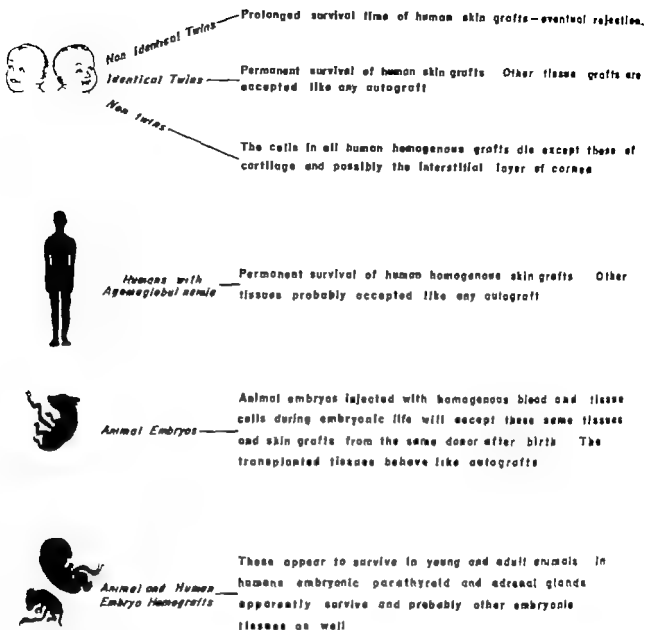 Non Identical Twins
Prolonged survival time of human skin grafts—eventual rejection.
Identical Twins
Permanent survival of human skin grafts Other tissue grafts are
accepted like any autograft
Non twins
The cells in all human homogenous grafts die except those of
cartilage and possibly the interstitial layer of cornea
Humans with
Agamaglobulinemia
Permanent survival of human homogenous skin grafts Other
tissues probably accepted like any autograft
Animal Embryos
Animal embryos injected with homogenous blood and tissue
cells during embryonic life will accept these same tissues
and skin grafts from the same donor after birth The
transplanted tissues behave like autografts
Animal and Human
Embryo Homografts
These appear to survive in young and adult animals In
humans embryonic parathyroid and adrenal glands
apparently survive and probably other embryonic
tissues as well